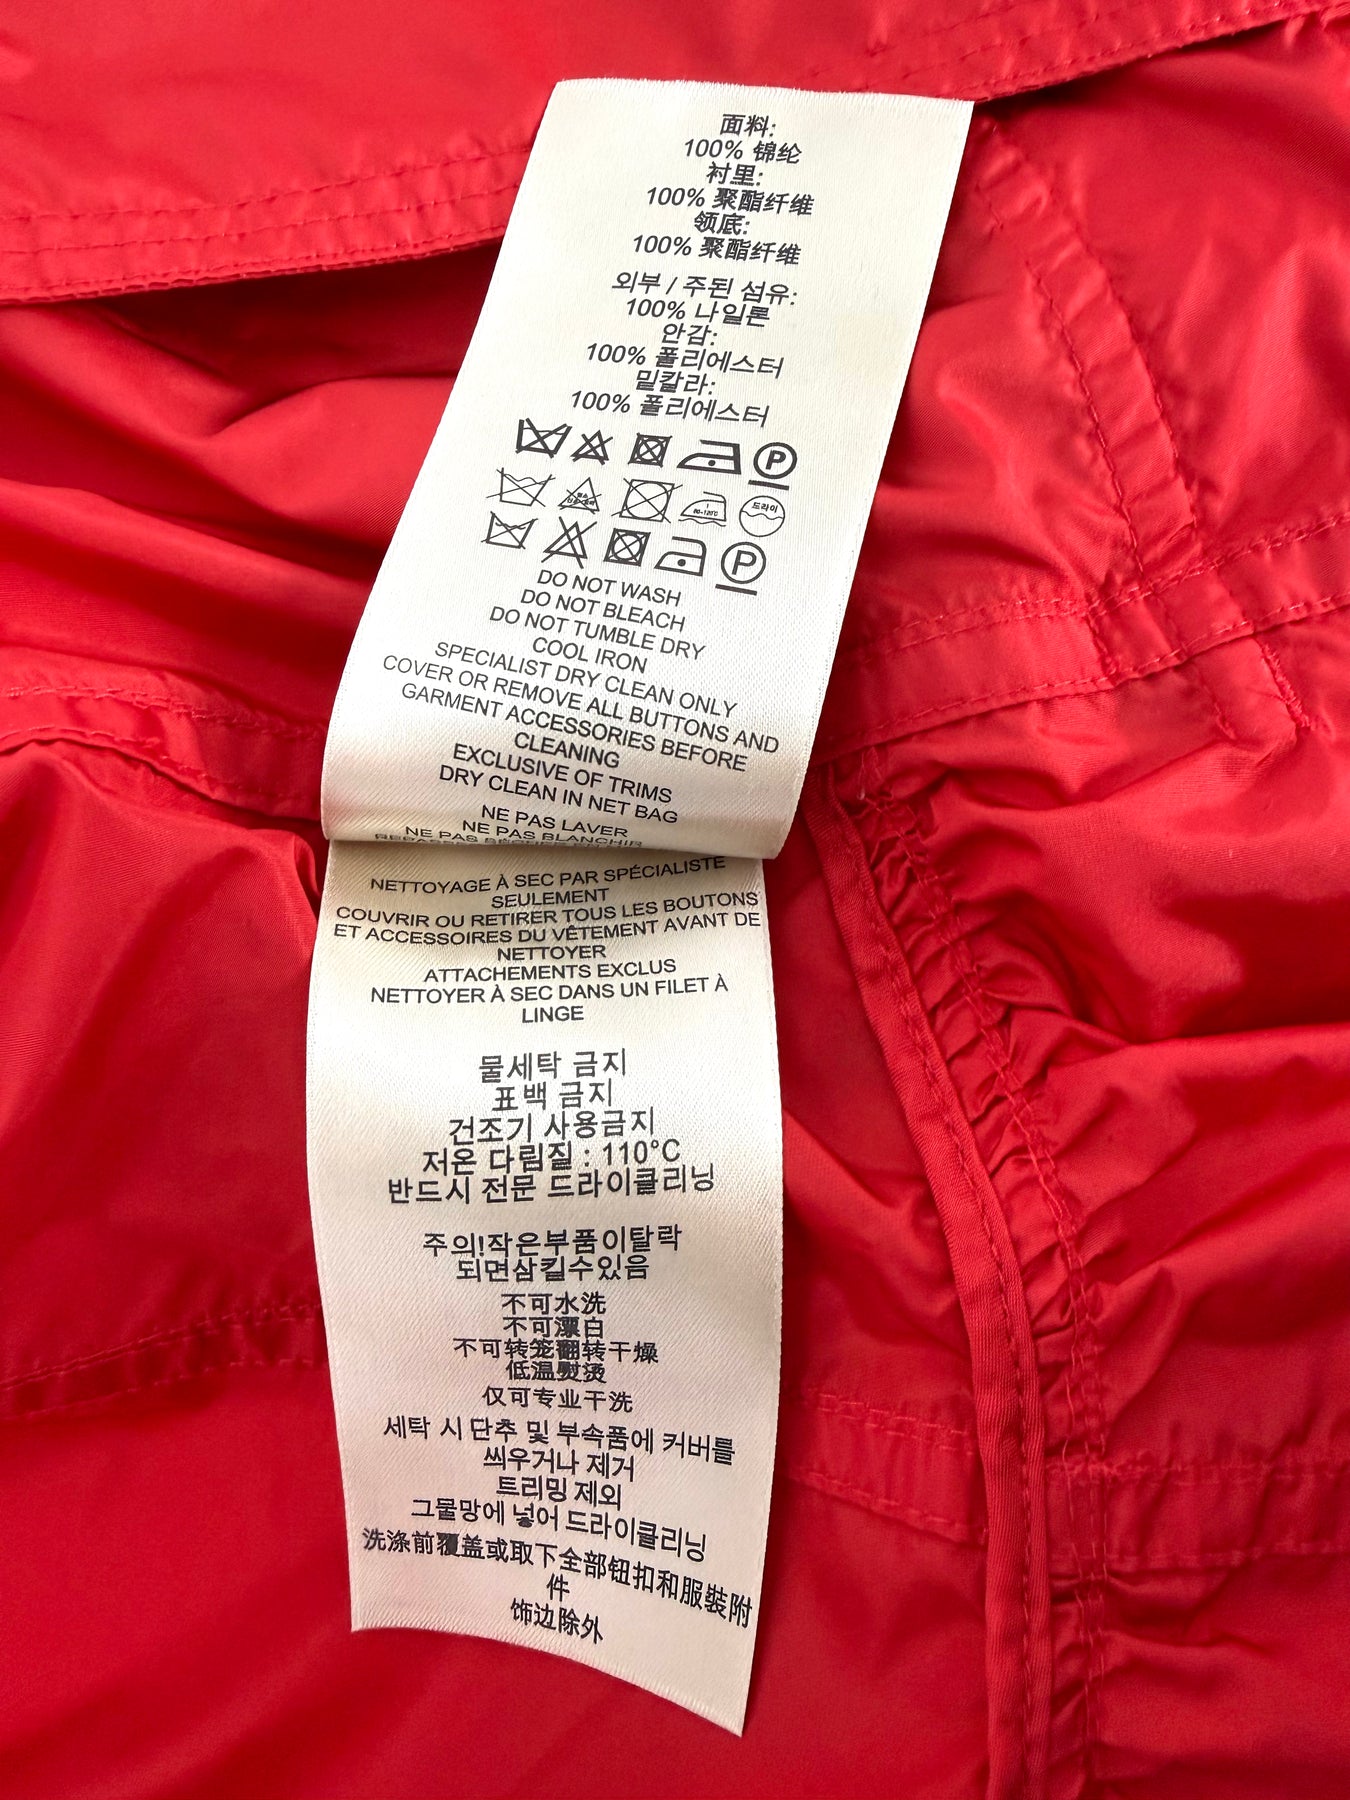 面料:
100% 锦纶
衬里:
100% 聚酯纤维
领底:
100% 聚酯纤维
외부 / 주된 섬유:
100% 나일론
안감:
100% 폴리에스터
밑칼라:
100% 폴리에스터
P
80-120°C
드라이
P
DO NOT WASH
DO NOT BLEACH
DO NOT TUMBLE DRY
COOL IRON
SPECIALIST DRY CLEAN ONLY
COVER OR REMOVE ALL BUTTONS AND
GARMENT ACCESSORIES BEFORE
CLEANING
EXCLUSIVE OF TRIMS
DRY CLEAN IN NET BAG
NE PAS LAVER
NE PAS BLANCHIR
NE PAS
NETTOYAGE À SEC PAR SPÉCIALISTE
SEULEMENT
COUVRIR OU RETIRER TOUS LES BOUTONS
ET ACCESSOIRES DU VÊTEMENT AVANT DE
NETTOYER
ATTACHEMENTS EXCLUS
NETTOYER À SEC DANS UN FILET À
LINGE
물세탁 금지
표백 금지
건조기 사용금지
저온 다림질 : 110°C
반드시 전문 드라이클리닝
주의!작은부품이탈락
되면삼킬수있음
不可水洗
不可漂白
不可转笼翻转干燥
低温熨烫
仅可专业干洗
세탁 시 단추 및 부속품에 커버를
씌우거나 제거
트리밍 제외
그물망에 넣어 드라이클리닝
洗涤前覆盖或取下全部钮扣和服裝附
件
饰边除外